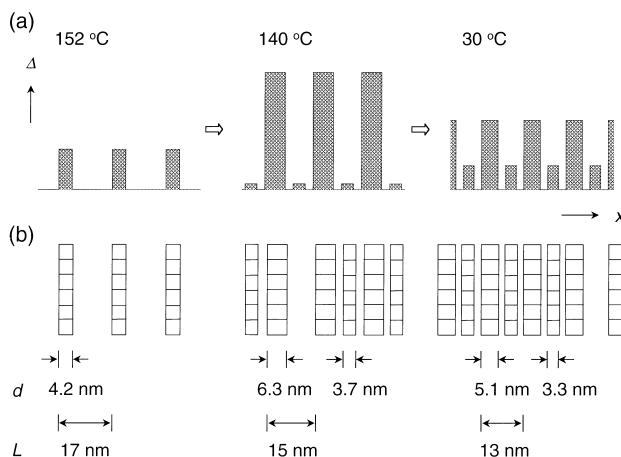 (a)
152 °C 140 °C 30 °C
Δ
x
(b)
d 4.2 nm 6.3 nm 3.7 nm 5.1 nm 3.3 nm
L 17 nm 15 nm 13 nm